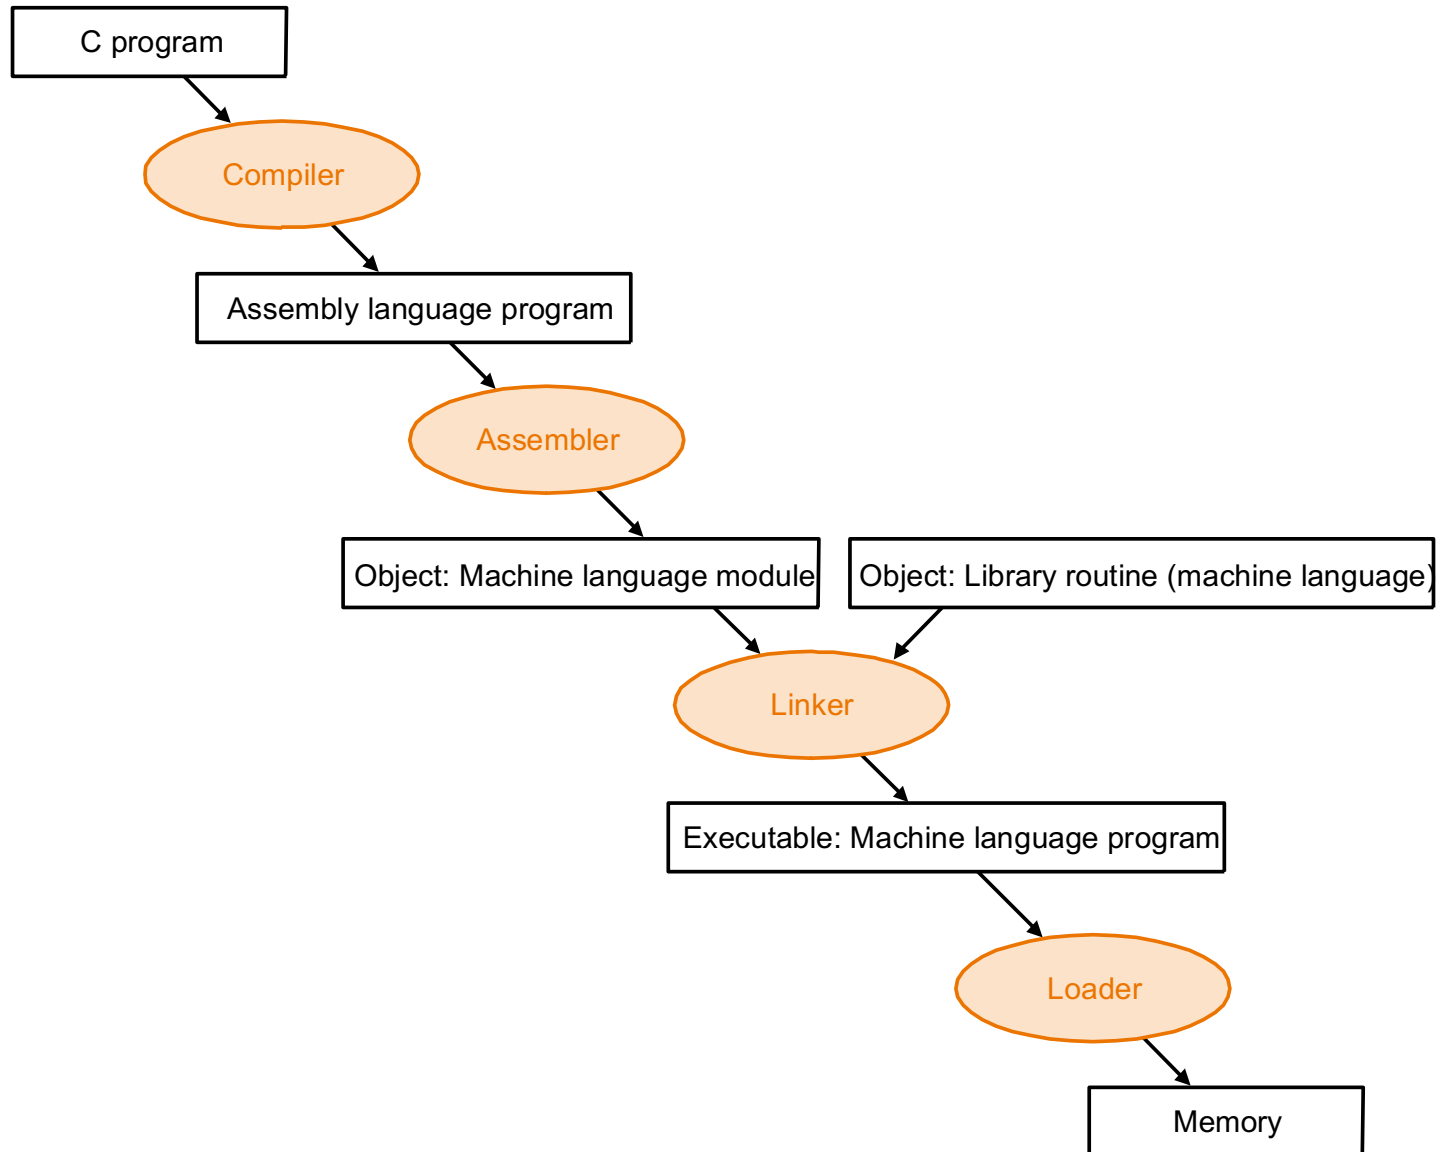 C program
Compiler
Assembly language program
Assembler
Object: Machine language module
Object: Library routine (machine language)
Linker
Executable: Machine language program
Loader
Memory